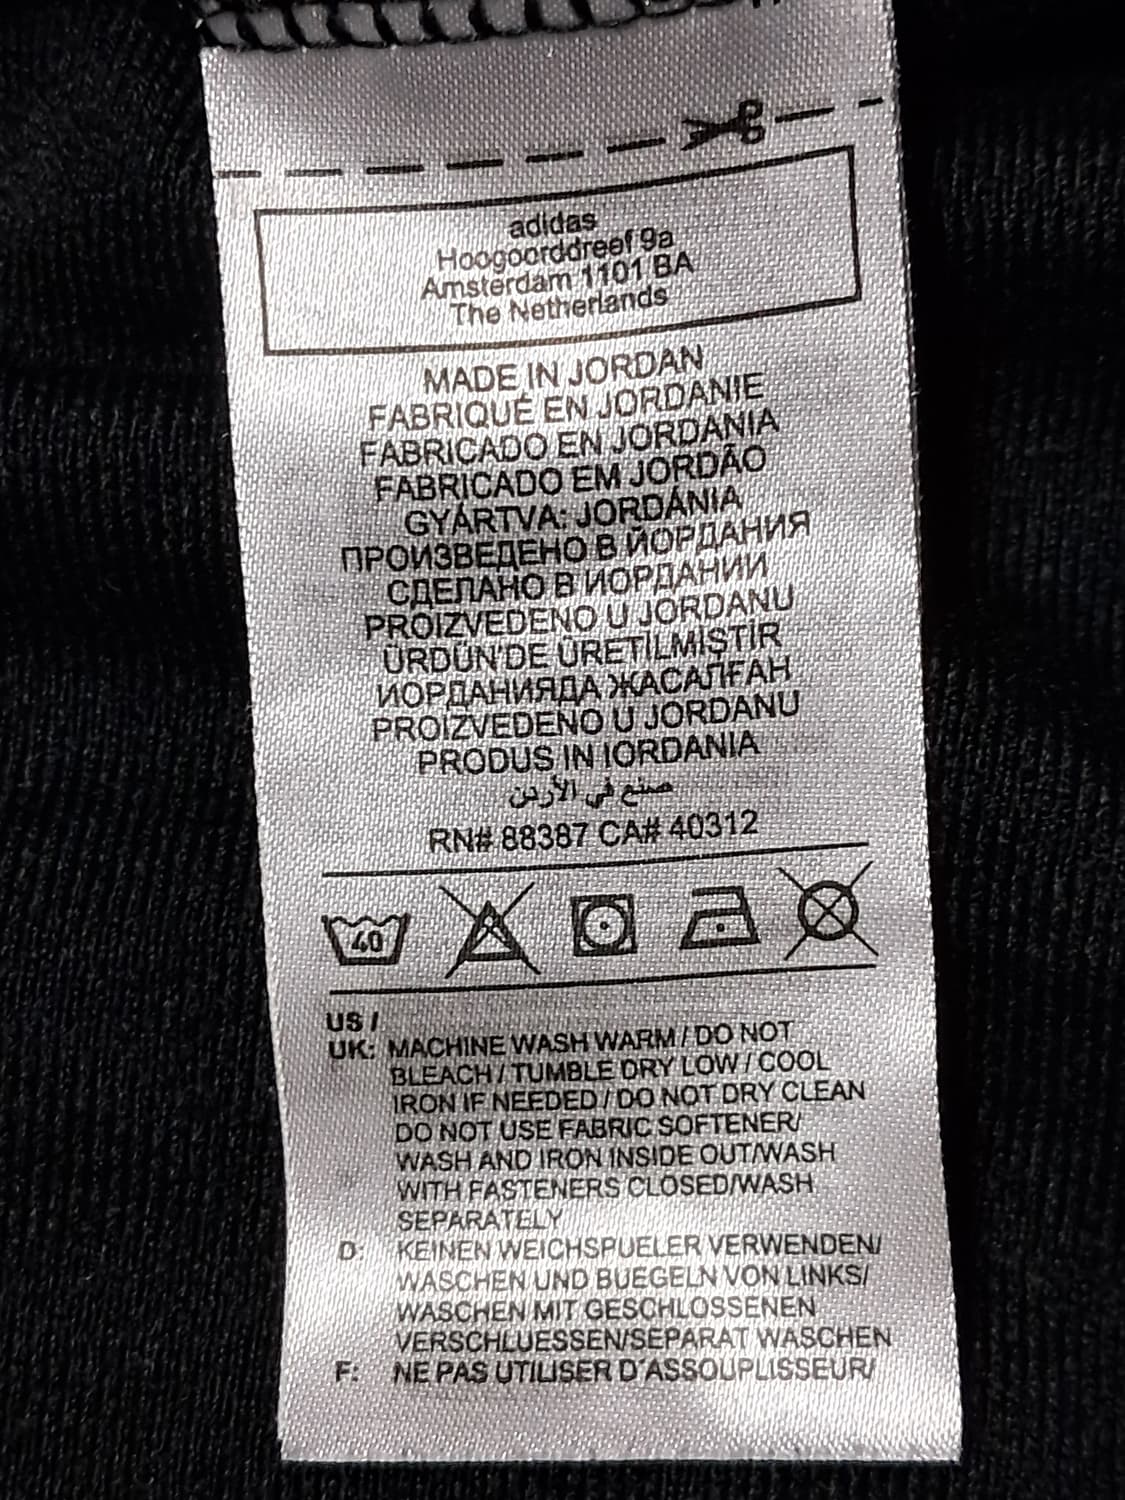 adidas
Hoogoorddreef 9a
Amsterdam 1101 BA
The Netherlands
MADE IN JORDAN
FABRIQUÉ EN JORDANIE
FABRICADO EN JORDANIA
FABRICADO EM JORDÃO
GYÁRTVA: JORDÁNIA
ПРОИЗВЕДЕНО В ЙОРДАНИЯ
СДЕЛАНО В ИОРДАНИИ
PROIZVEDENO U JORDANU
ÜRDÜN'DE ÜRETİLMİŞTİR
ИОРДАНИЯДА ЖАСАЛҒАН
PROIZVEDENO U JORDANU
PRODUS IN IORDANIA
صنع في الأردن
RN# 88387 CA# 40312
40
US /
UK: MACHINE WASH WARM / DO NOT
BLEACH / TUMBLE DRY LOW / COOL
IRON IF NEEDED / DO NOT DRY CLEAN
DO NOT USE FABRIC SOFTENER/
WASH AND IRON INSIDE OUT/WASH
WITH FASTENERS CLOSED/WASH
SEPARATELY
D: KEINEN WEICHSPUELER VERWENDEN/
WASCHEN UND BUEGELN VON LINKS/
WASCHEN MIT GESCHLOSSENEN
VERSCHLUESSEN/SEPARAT WASCHEN
F: NE PAS UTILISER D'ASSOUPLISSEUR/